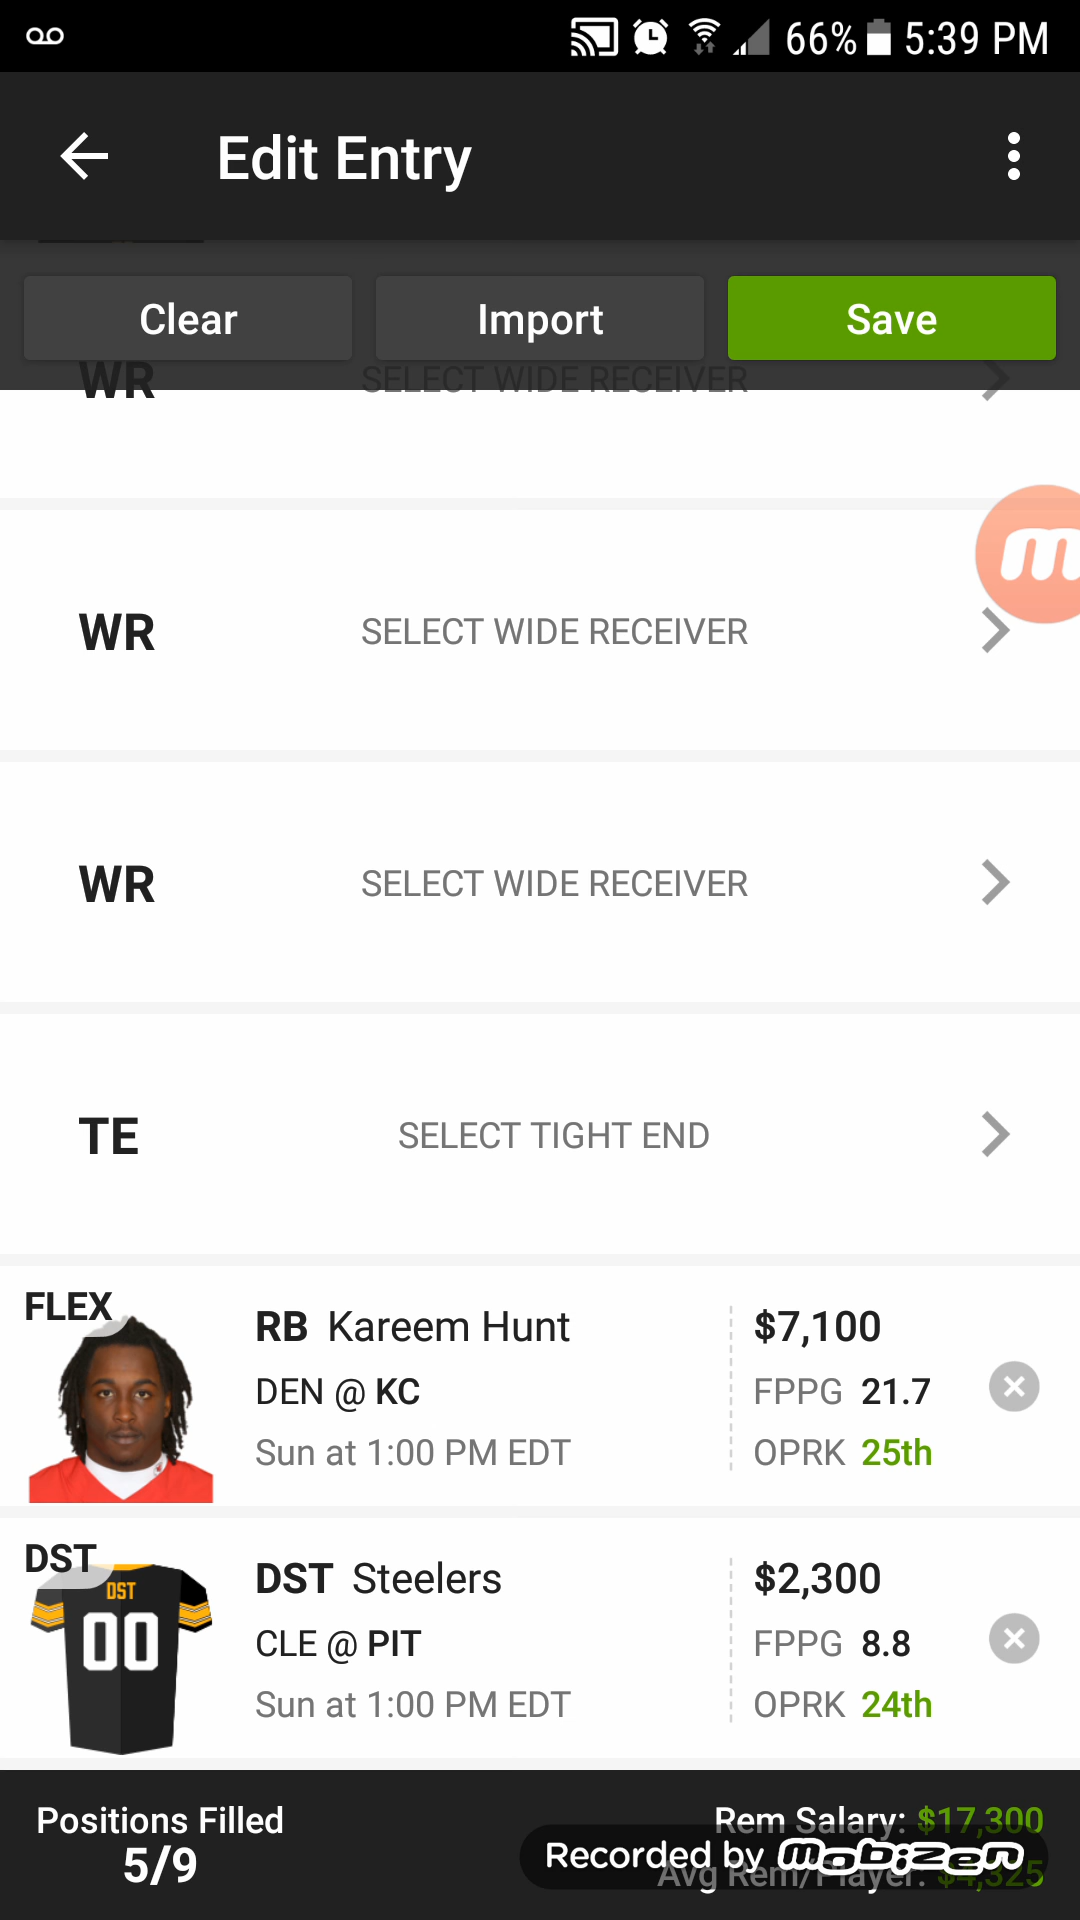 66% 5:39 PM
Edit Entry
Clear Import Save
WR SELECT WIDE RECEIVER
WR SELECT WIDE RECEIVER
WR SELECT WIDE RECEIVER
TE SELECT TIGHT END
FLEX
RB Kareem Hunt $7,100
DEN @ KC FPPG 21.7
Sun at 1:00 PM EDT OPRK 25th
DST
DST
00
DST Steelers $2,300
CLE @ PIT FPPG 8.8
Sun at 1:00 PM EDT OPRK 24th
Positions Filled Rem Salary: $17,300
5/9
Recorded by mobizen
Avg Rem/Player: $4,325